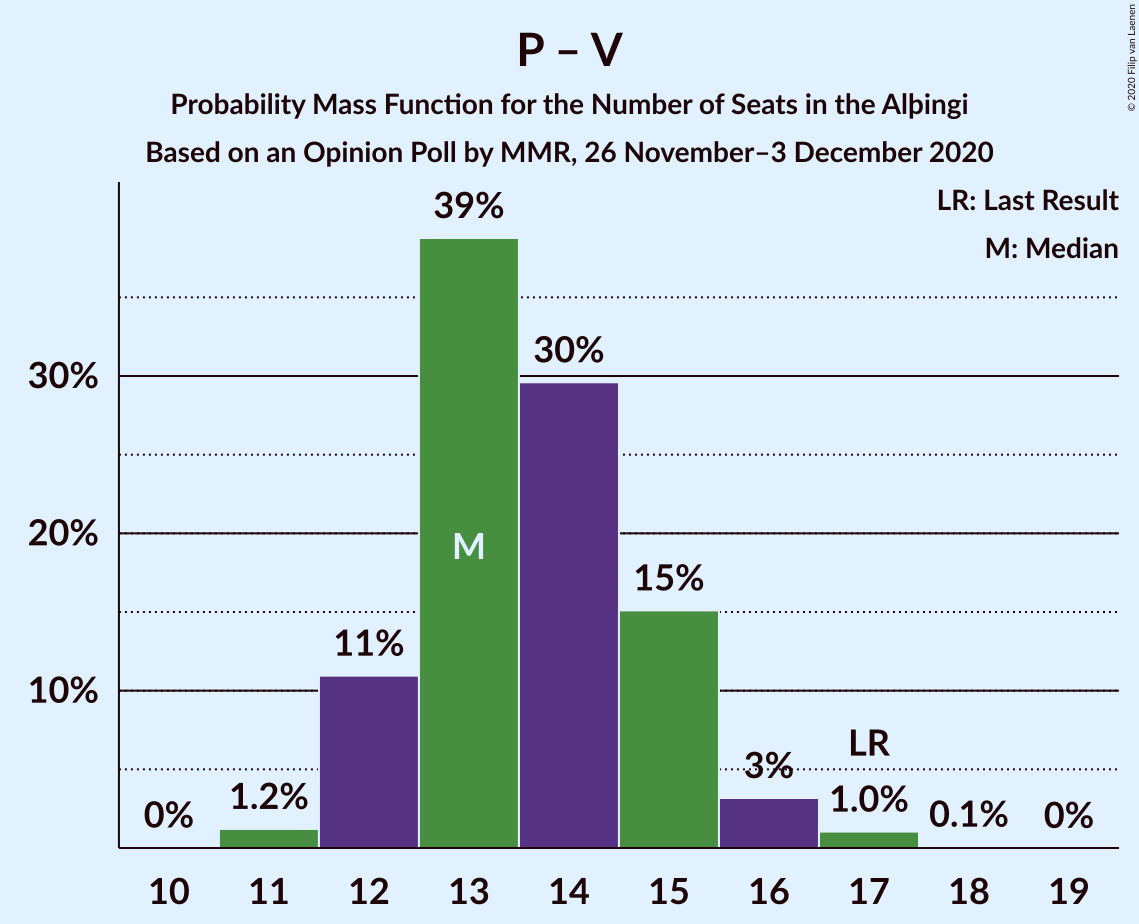 P – V
Probability Mass Function for the Number of Seats in the Alþingi
Based on an Opinion Poll by MMR, 26 November–3 December 2020
© 2020 Filip van Laenen
LR: Last Result
M: Median
39%
30%
30%
20%
M
15%
11%
10%
LR
3%
0%
1.2%
1.0%
0.1%
0%
10 11 12 13 14 15 16 17 18 19